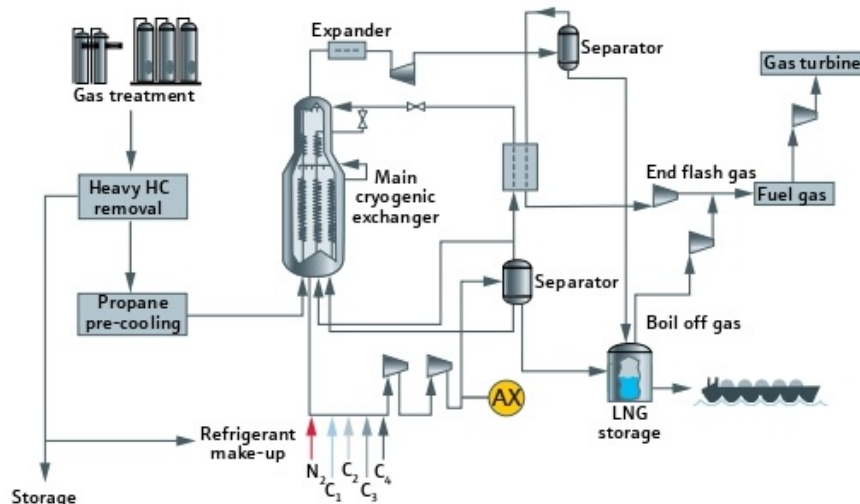 Gas treatment
Heavy HC
removal
Propane
pre-cooling
Storage
Refrigerant
make-up
N2
C1
C2
C3
C4
Expander
Main
cryogenic
exchanger
Separator
Separator
AX
End flash gas
Boil off gas
Gas turbine
Fuel gas
LNG
storage